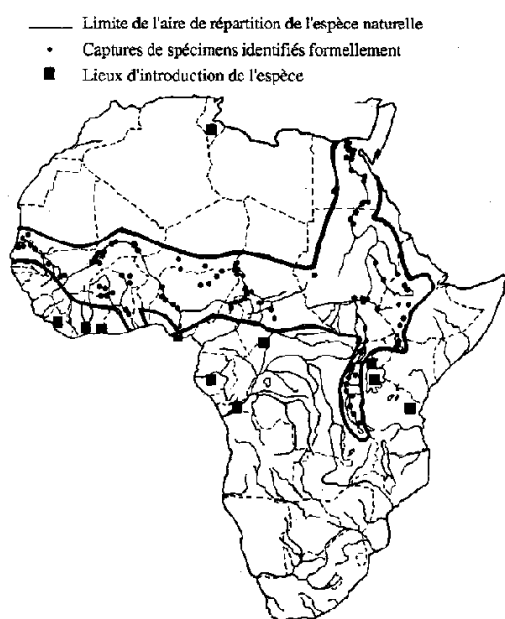 Limite de l'aire de répartition de l'espèce naturelle
Captures de spécimens identifiés formellement
Lieux d'introduction de l'espèce